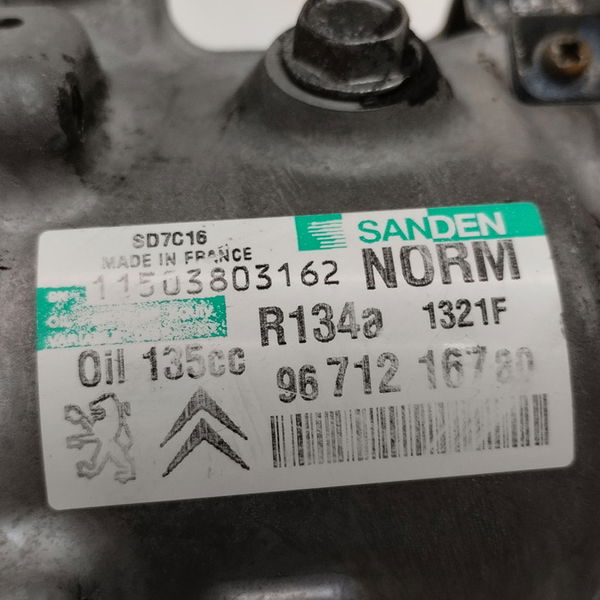 SD7C16
MADE IN FRANCE
SANDEN
11503803162
NORM
R134a
1321F
Oil 135cc
96 712 167 80